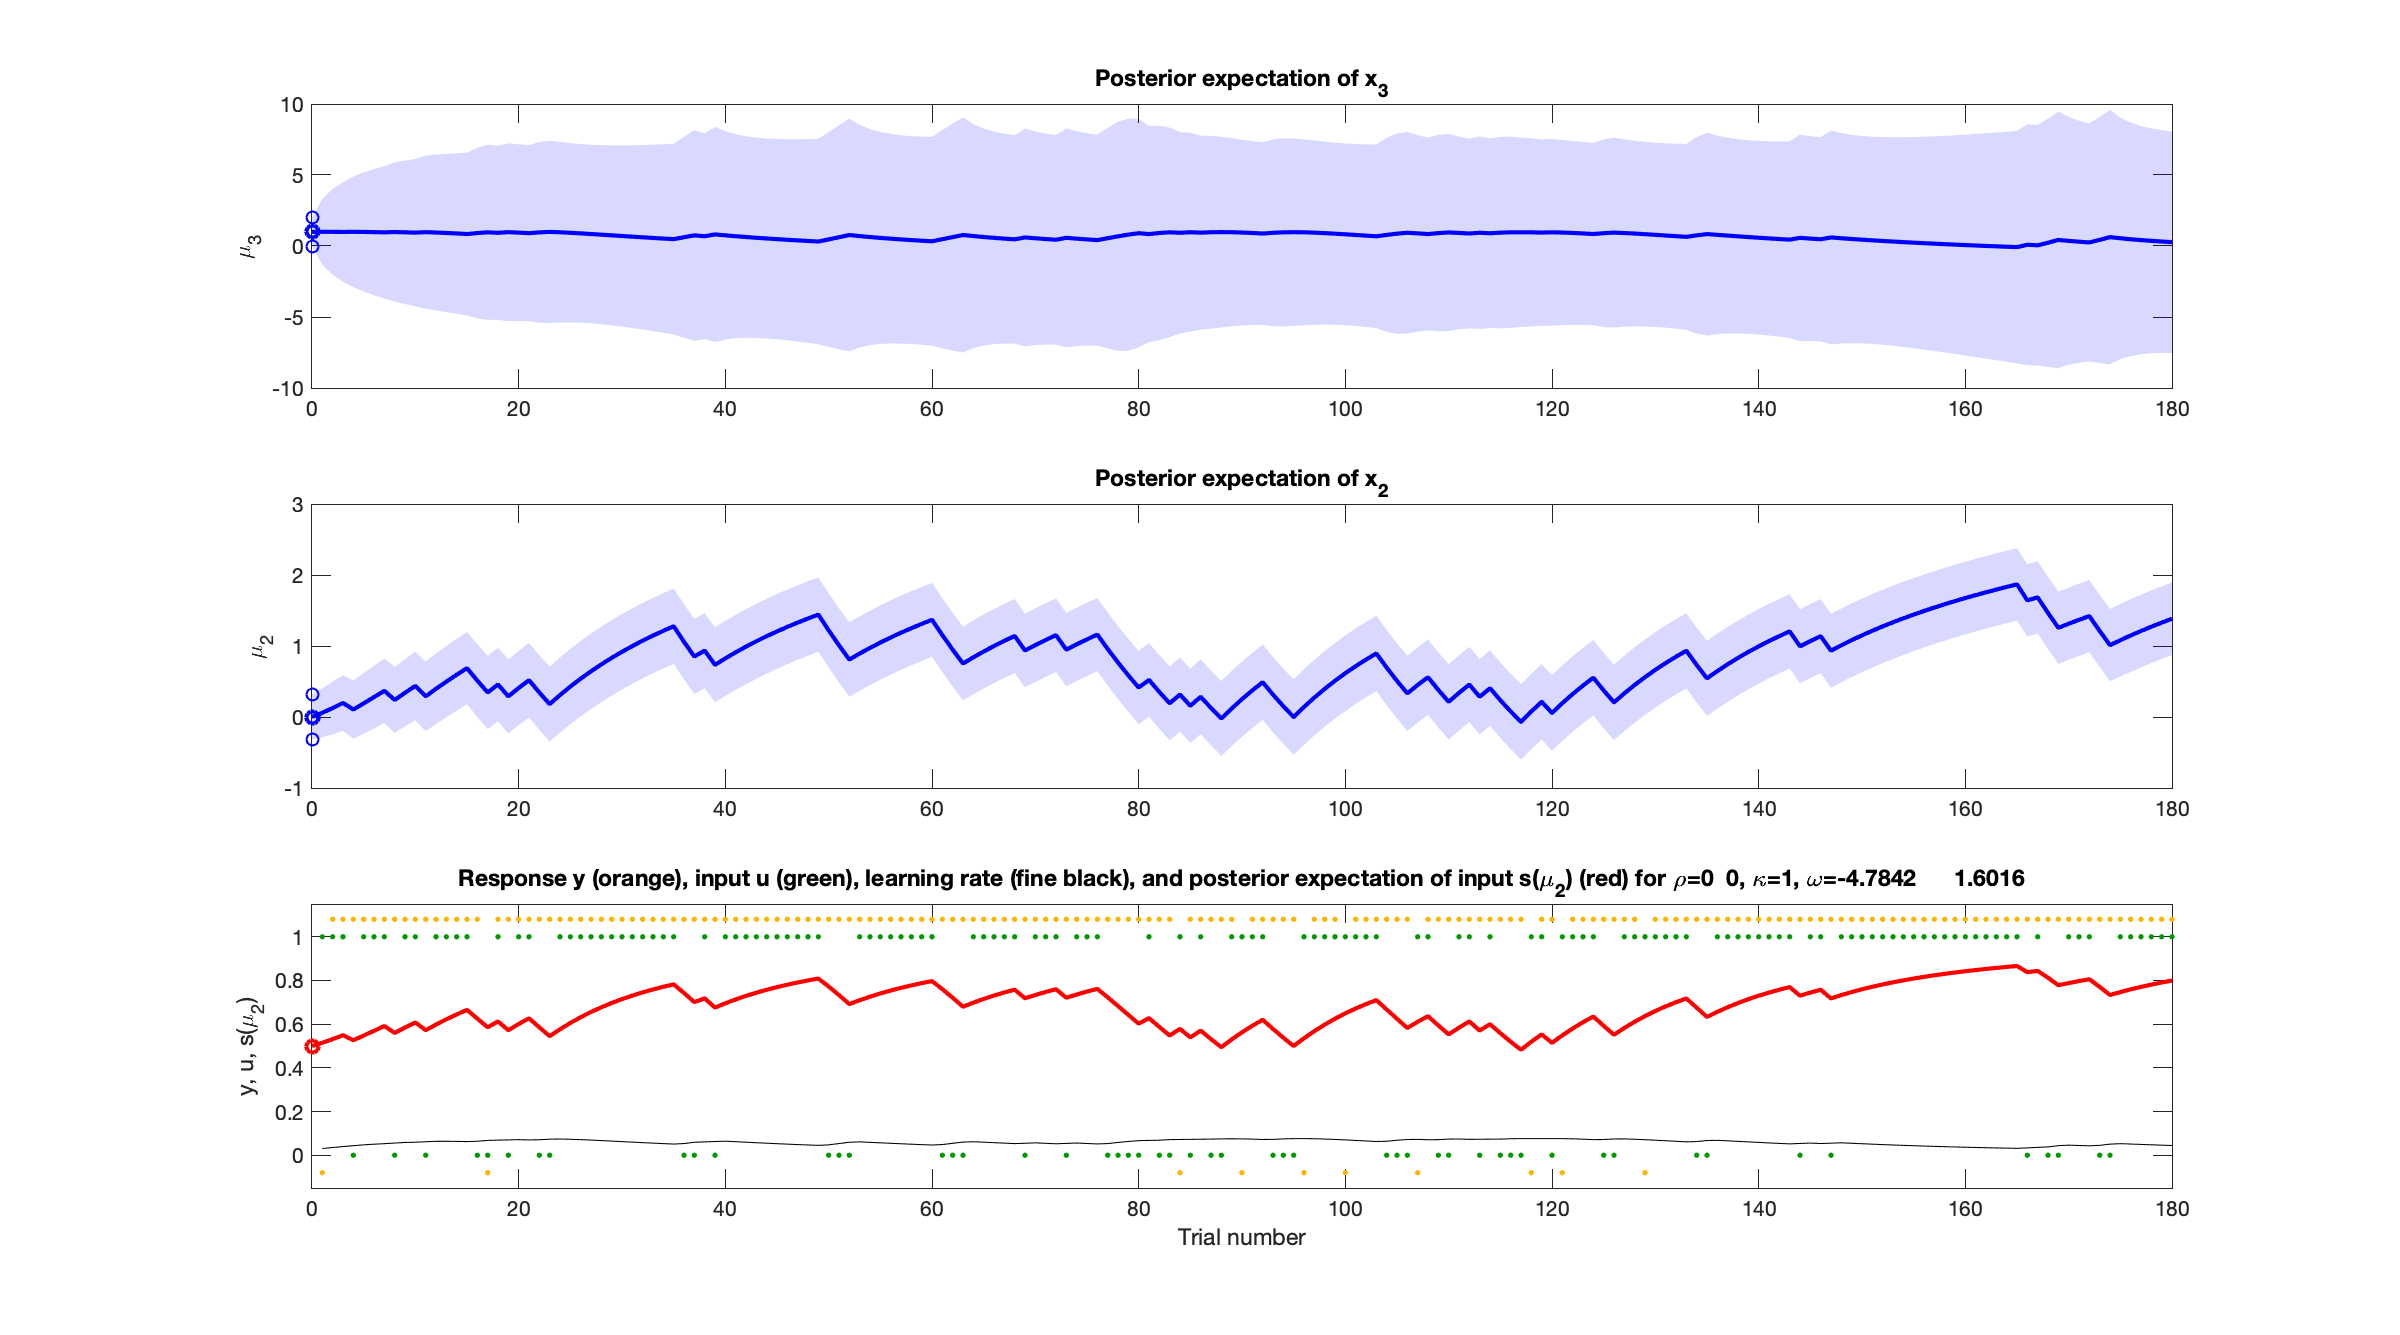 Posterior expectation of x3
10
5
0
-5
-10
μ3
0 20 40 60 80 100 120 140 160 180
Posterior expectation of x2
3
2
1
0
-1
μ2
0 20 40 60 80 100 120 140 160 180
Response y (orange), input u (green), learning rate (fine black), and posterior expectation of input s(μ2) (red) for ρ=0 0, κ=1, ω=-4.7842 1.6016
1
0.8
0.6
0.4
0.2
0
y, u, s(μ2)
0 20 40 60 80 100 120 140 160 180
Trial number